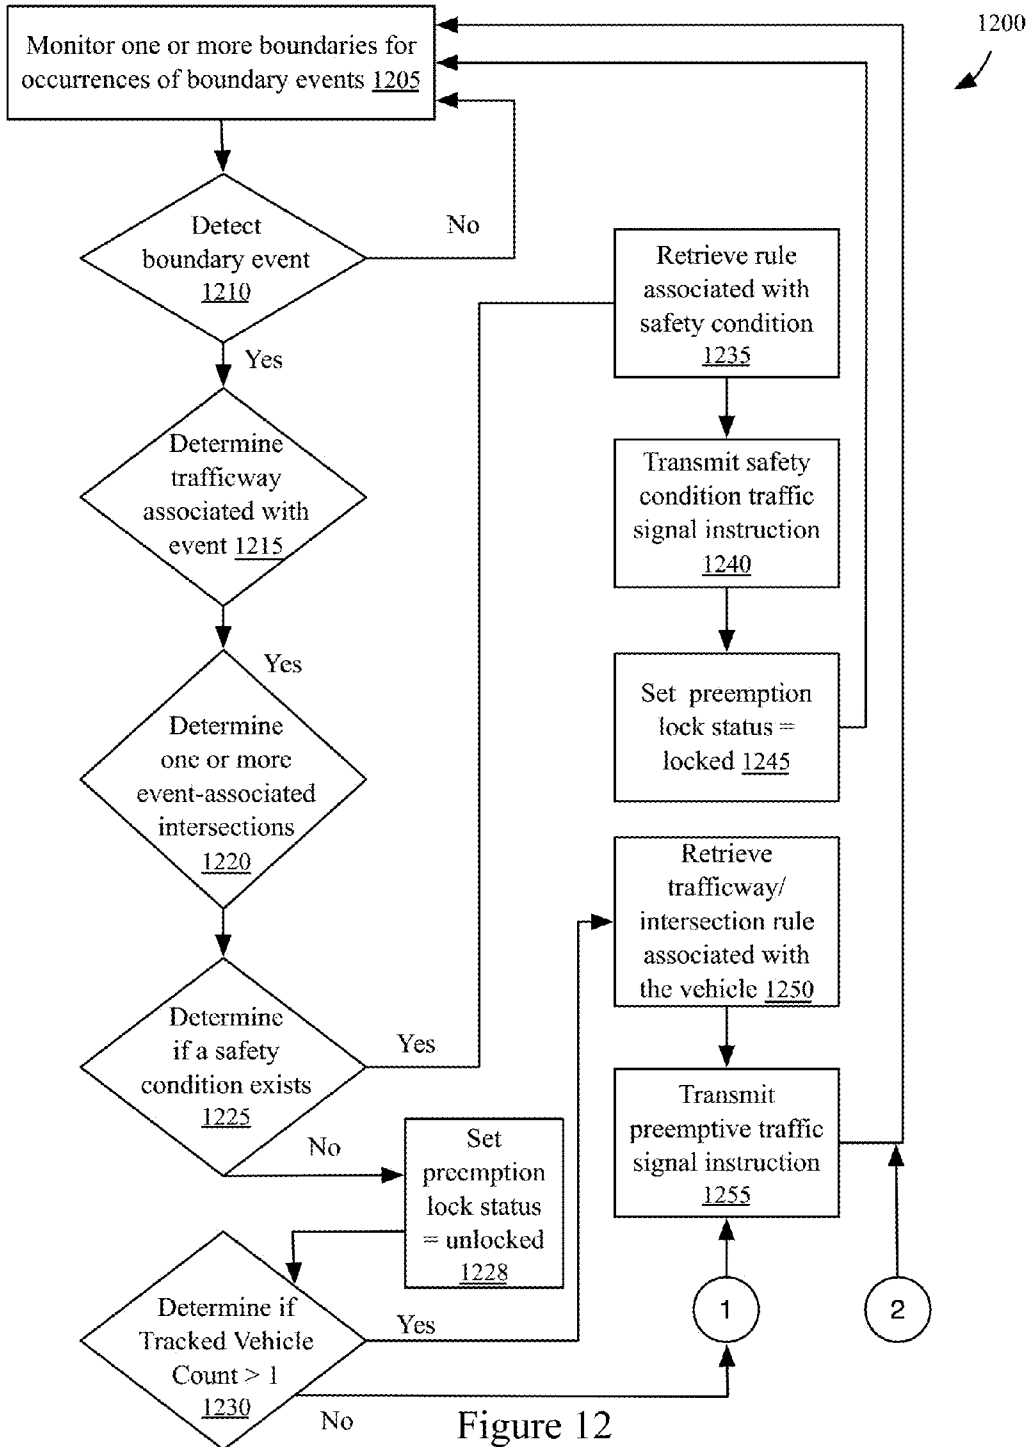 1200
Monitor one or more boundaries for
occurrences of boundary events 1205
Detect
boundary event
1210
No
Yes
Determine
trafficway
associated with
event 1215
Yes
Determine
one or more
event-associated
intersections
1220
Determine
if a safety
condition exists
1225
Yes
No
Set
preemption
lock status
= unlocked
1228
Determine if
Tracked Vehicle
Count > 1
1230
Yes
No
Retrieve rule
associated with
safety condition
1235
Transmit safety
condition traffic
signal instruction
1240
Set preemption
lock status =
locked 1245
Retrieve
trafficway/
intersection rule
associated with
the vehicle 1250
Transmit
preemptive traffic
signal instruction
1255
1
2
Figure 12